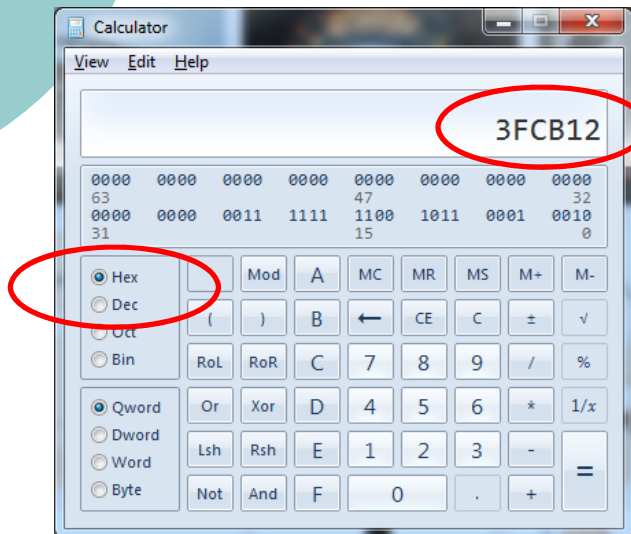 Calculator
View Edit Help
3FCB12
0000 0000 0000 0000 0000 0000 0000 0000
63 47 32
0000 0000 0011 1111 1100 1011 0001 0010
31 15 0
Hex Mod A MC MR MS M+ M-
Dec ( ) B ← CE C ± √
Oct
Bin RoL RoR C 7 8 9 / %
Qword Or Xor D 4 5 6 * 1/x
Dword
Word Lsh Rsh E 1 2 3 - =
Byte Not And F 0 . +